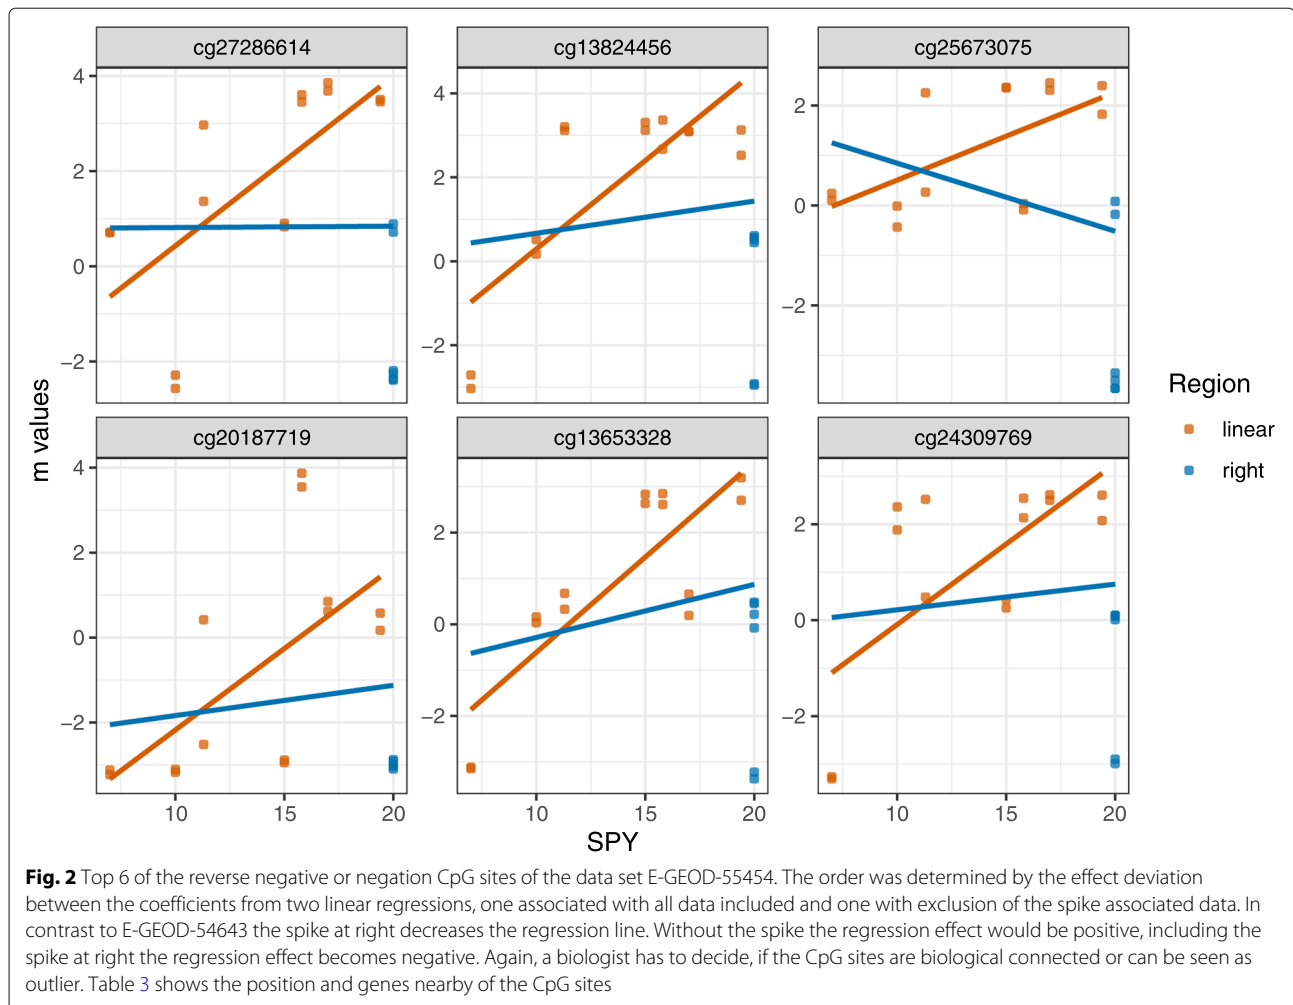 cg27286614 cg13824456 cg25673075
4
2
0
−2
4
2
0
−2
2
0
−2
cg20187719 cg13653328 cg24309769
4
2
0
−2
2
0
−2
2
0
−2
10 15 20 10 15 20 10 15 20
SPY
m values
Region
linear
right
Fig. 2 Top 6 of the reverse negative or negation CpG sites of the data set E-GEOD-55454. The order was determined by the effect deviation
between the coefficients from two linear regressions, one associated with all data included and one with exclusion of the spike associated data. In
contrast to E-GEOD-54643 the spike at right decreases the regression line. Without the spike the regression effect would be positive, including the
spike at right the regression effect becomes negative. Again, a biologist has to decide, if the CpG sites are biological connected or can be seen as
outlier. Table 3 shows the position and genes nearby of the CpG sites